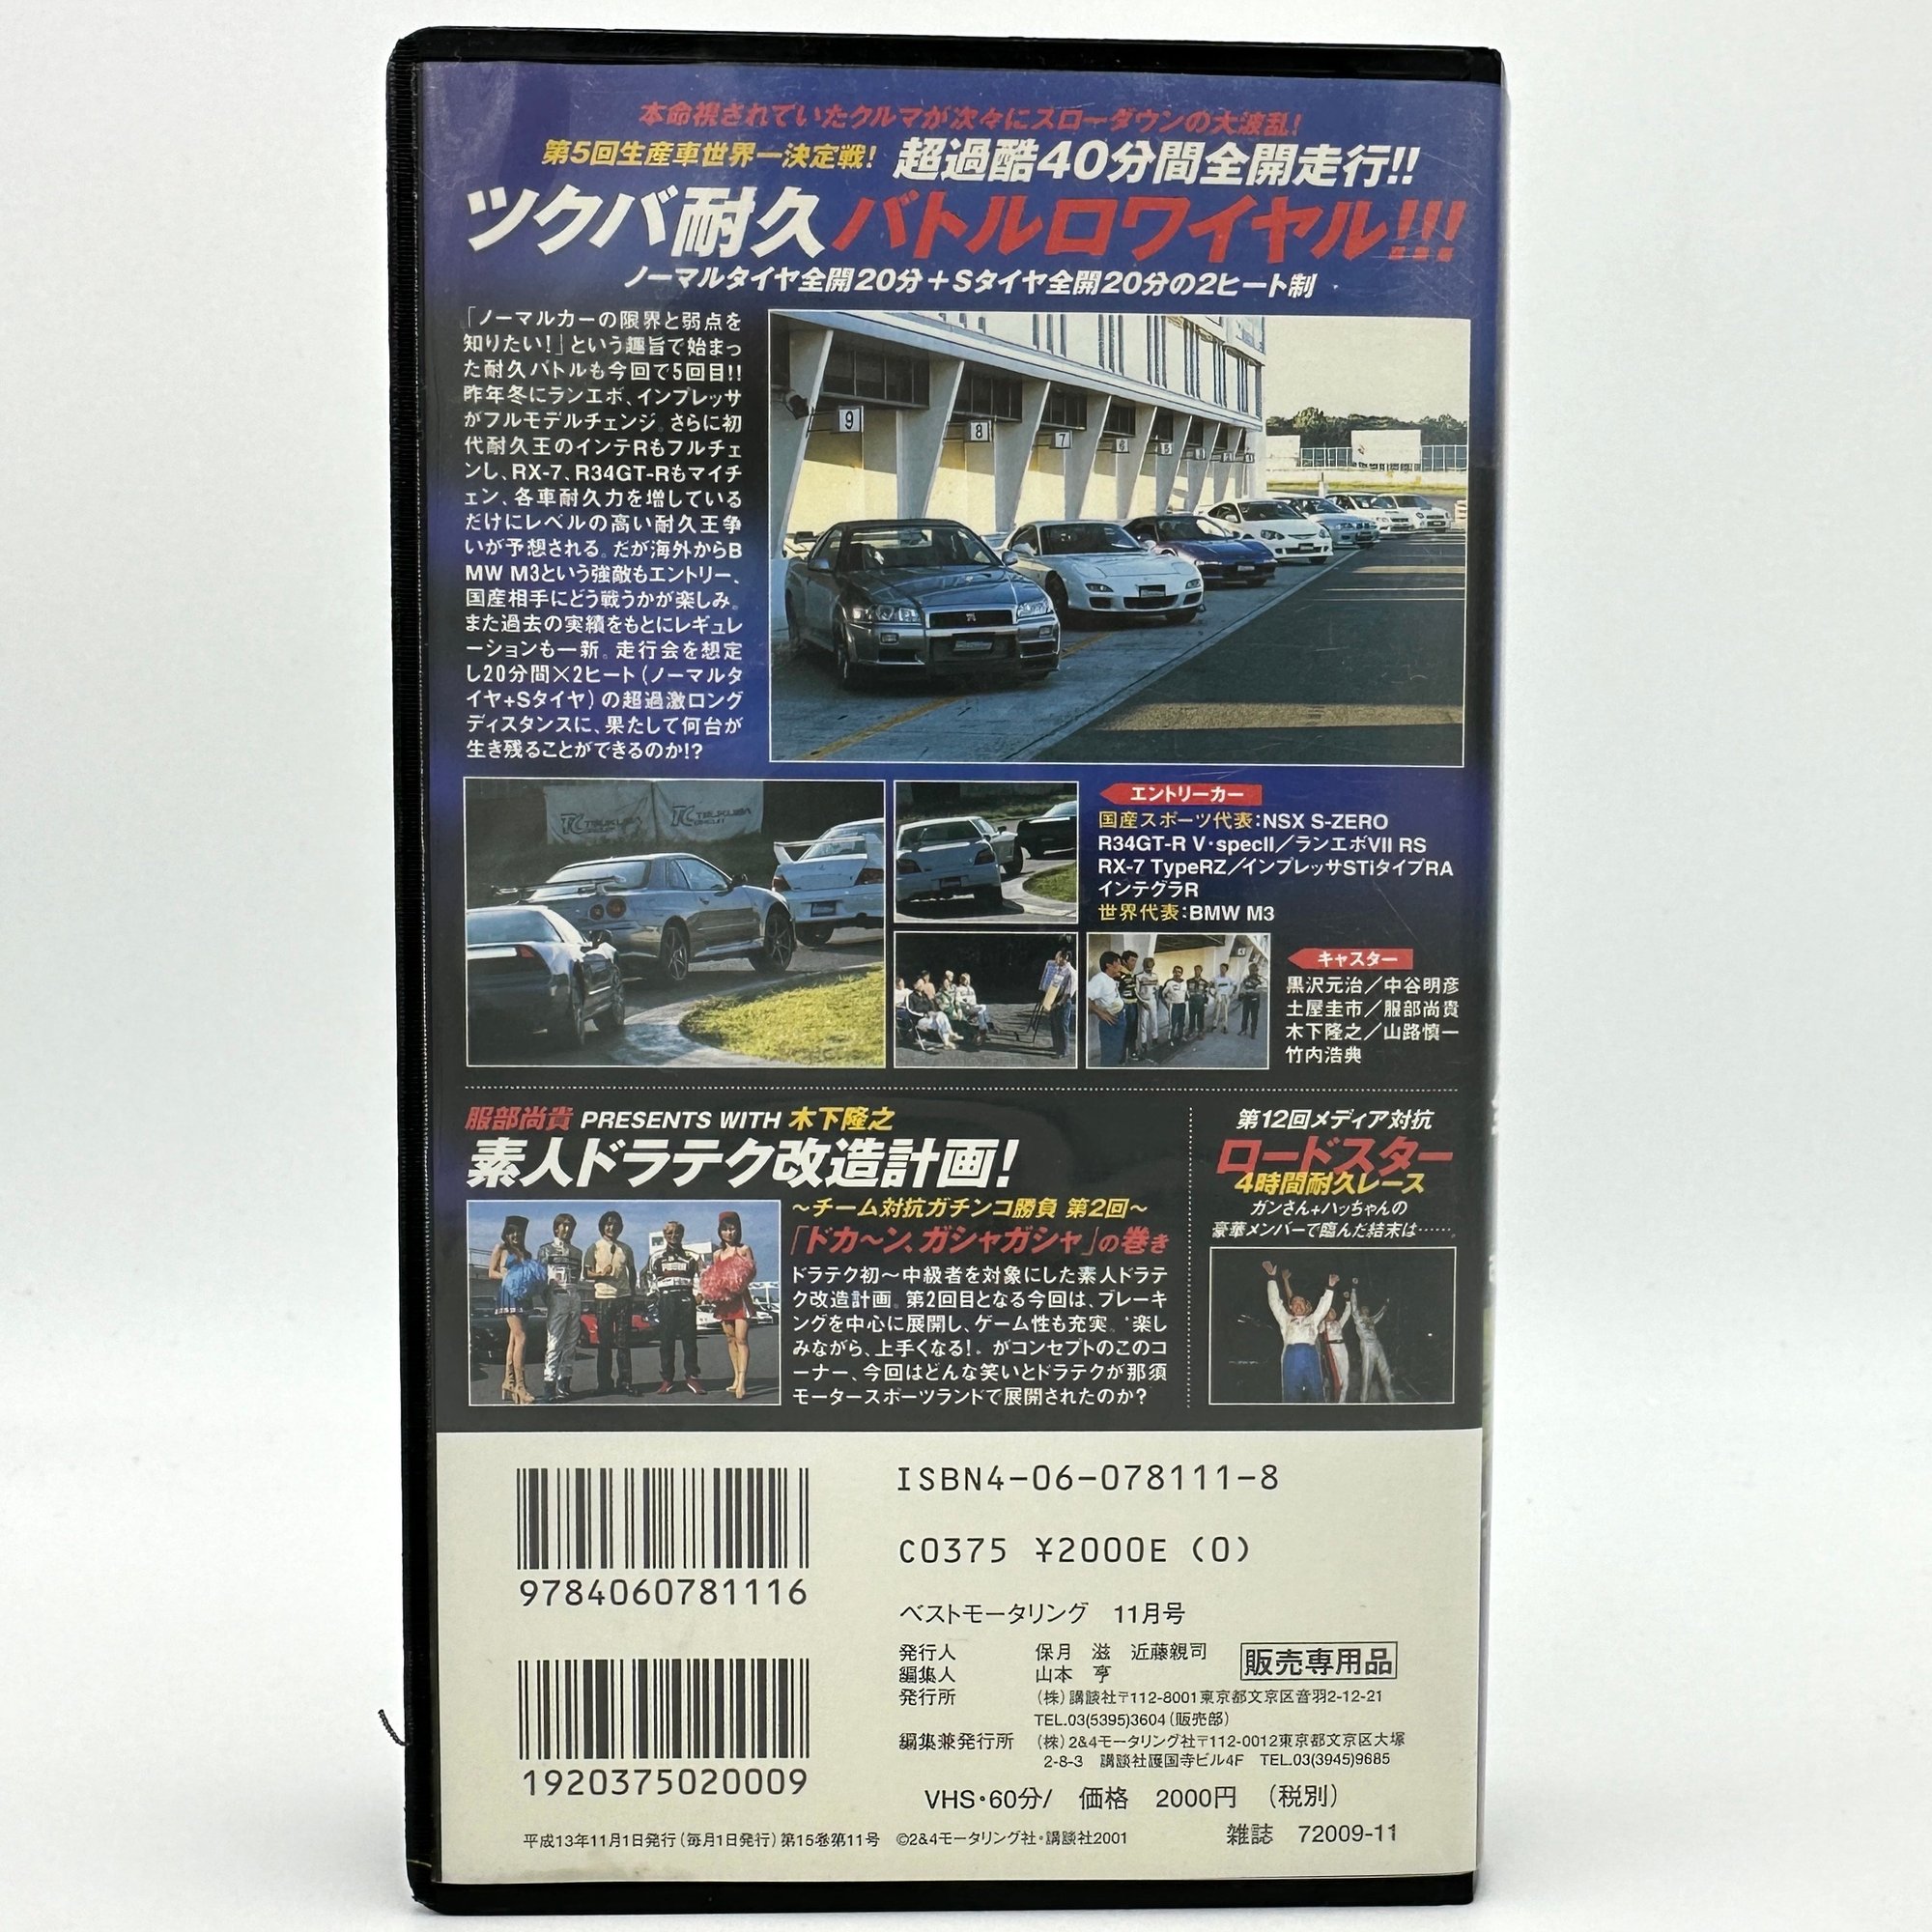 本命視されていたクルマが次々にスローダウンの大波乱!
第5回生産車世界一決定戦! 超過酷40分間全開走行!!
ツクバ耐久バトルロワイヤル!!!
ノーマルタイヤ全開20分+Sタイヤ全開20分の2ヒート制
「ノーマルカーの限界と弱点を
知りたい!」という趣旨で始まっ
た耐久バトルも今回で5回目!!
昨年冬にランエボ、インプレッサ
がフルモデルチェンジ。さらに初
代耐久王のインテRもフルチェ
ンし、RX-7、R34GT-Rもマイチ
ェン、各車耐久力を増している
だけにレベルの高い耐久王争
いが予想される。だが海外からB
MW M3という強敵もエントリー、
国産相手にどう戦うかが楽しみ。
また過去の実績をもとにレギュレ
ーションも一新。走行会を想定
し20分間×2ヒート(ノーマルタ
イヤ+Sタイヤ)の超過激ロング
ディスタンスに、果たして何台が
生き残ることができるのか!?
9
8
7
6
5
TC TSUKUBA CIRCUIT
TC TSUKUBA CIRCUIT
エントリーカー
国産スポーツ代表:NSX S-ZERO
R34GT-R V・specII/ランエボVII RS
RX-7 TypeRZ/インプレッサSTiタイプRA
インテグラR
世界代表:BMW M3
キャスター
黒沢元治/中谷明彦
土屋圭市/服部尚貴
木下隆之/山路慎一
竹内浩典
服部尚貴 PRESENTS WITH 木下隆之
素人ドラテク改造計画!
~チーム対抗ガチンコ勝負 第2回~
「ドカ~ン、ガシャガシャ」の巻き
ドラテク初~中級者を対象にした素人ドラテ
ク改造計画。第2回目となる今回は、ブレーキ
ングを中心に展開し、ゲーム性も充実。〝楽し
みながら、上手くなる!〟がコンセプトのこのコ
ーナー、今回はどんな笑いとドラテクが那須
モータースポーツランドで展開されたのか?
第12回メディア対抗
ロードスター
4時間耐久レース
ガンさん+ハッちゃんの
豪華メンバーで臨んだ結末は……。
9784060781116
1920375020009
ISBN4-06-078111-8
C0375 ¥2000E (0)
ベストモータリング 11月号
発行人 保月 滋 近藤親司
編集人 山本 亨
販売専用品
発行所 (株)講談社〒112-8001東京都文京区音羽2-12-21
TEL.03(5395)3604(販売部)
編集兼発行所 (株)2&4モータリング社〒112-0012東京都文京区大塚
2-8-3 講談社護国寺ビル4F TEL.03(3945)9685
VHS・60分/ 価格 2000円 (税別)
平成13年11月1日発行(毎月1日発行)第15巻第11号 ©2&4モータリング社・講談社2001
雑誌 72009-11